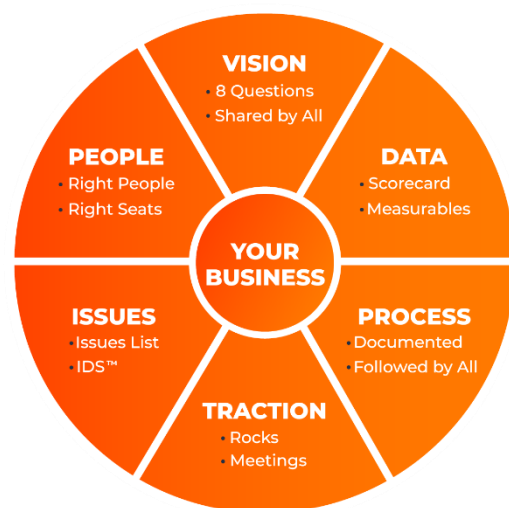 VISION
• 8 Questions
• Shared by All
DATA
• Scorecard
• Measurables
PROCESS
• Documented
• Followed by All
TRACTION
• Rocks
• Meetings
ISSUES
• Issues List
• IDS™
PEOPLE
• Right People
• Right Seats
YOUR
BUSINESS